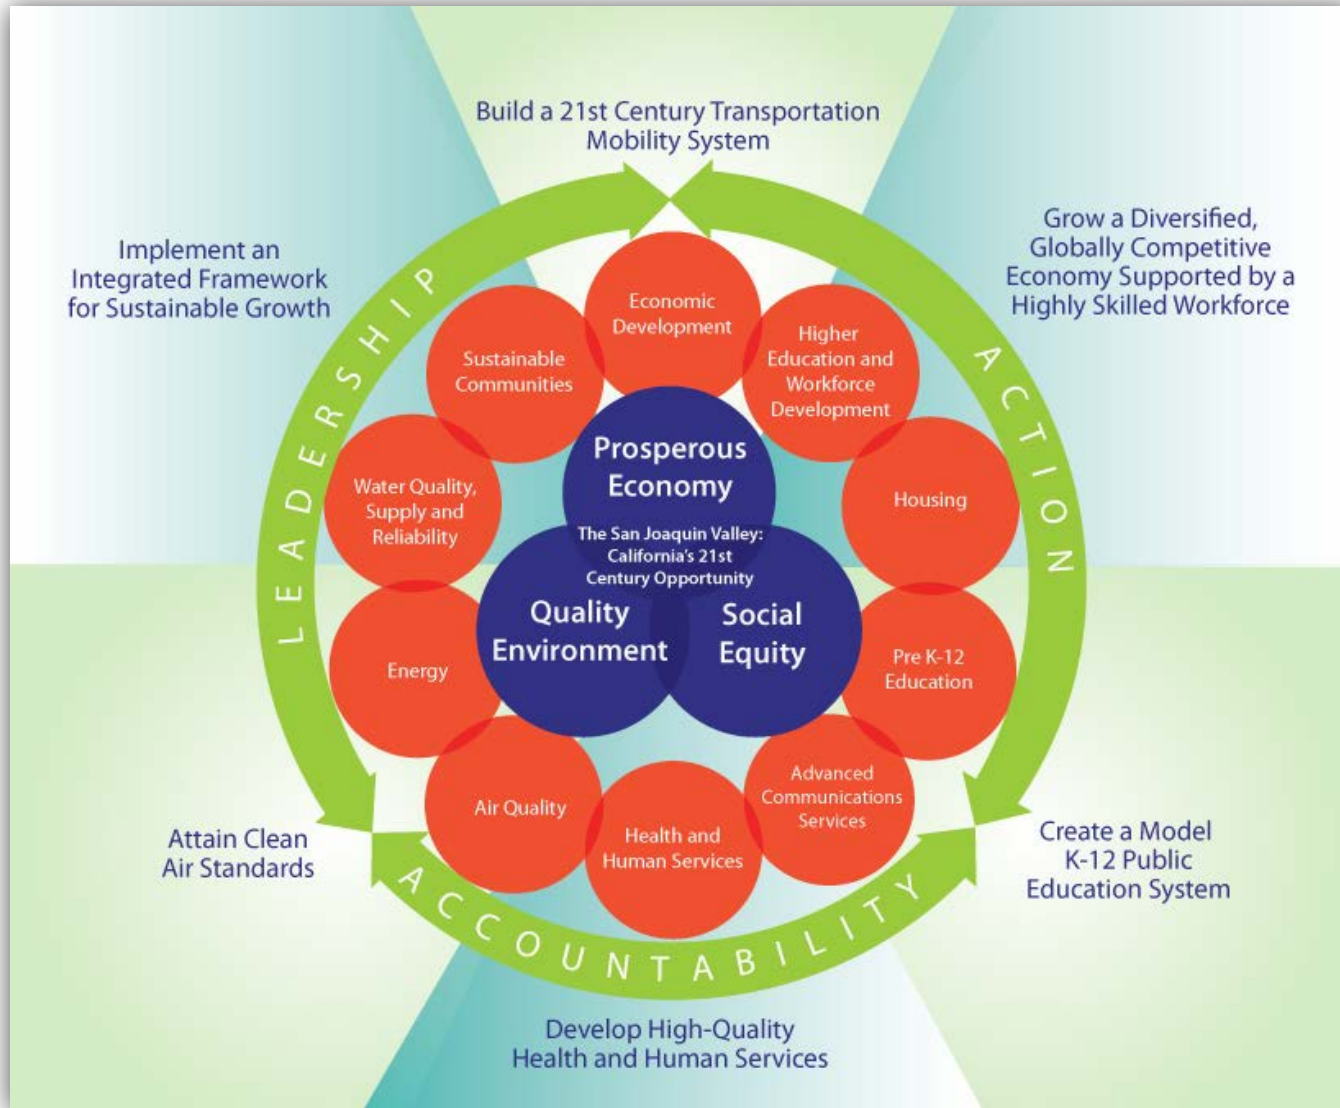 Build a 21st Century Transportation
Mobility System
Implement an
Integrated Framework
for Sustainable Growth
Grow a Diversified,
Globally Competitive
Economy Supported by a
Highly Skilled Workforce
LEADERSHIP
ACTION
Economic
Development
Sustainable
Communities
Higher
Education and
Workforce
Development
Water Quality,
Supply and
Reliability
Housing
Prosperous
Economy
The San Joaquin Valley:
California's 21st
Century Opportunity
Quality
Environment
Social
Equity
Energy
Pre K-12
Education
Air Quality
Health and
Human Services
Advanced
Communications
Services
Attain Clean
Air Standards
Create a Model
K-12 Public
Education System
ACCOUNTABILITY
Develop High-Quality
Health and Human Services